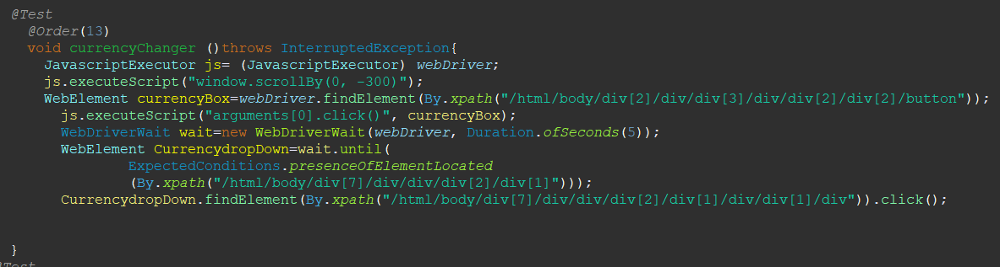 @Test
@Order(13)
void currencyChanger ()throws InterruptedException{
JavascriptExecutor js= (JavascriptExecutor) webDriver;
js.executeScript("window.scrollBy(0, -300)");
WebElement currencyBox=webDriver.findElement(By.xpath("/html/body/div[2]/div/div[3]/div/div[2]/div[2]/button"));
js.executeScript("arguments[0].click()", currencyBox);
WebDriverWait wait=new WebDriverWait(webDriver, Duration.ofSeconds(5));
WebElement CurrencydropDown=wait.until(
ExpectedConditions.presenceOfElementLocated
(By.xpath("/html/body/div[7]/div/div/div[2]/div[1]")));
CurrencydropDown.findElement(By.xpath("/html/body/div[7]/div/div/div[2]/div[1]/div/div[1]/div")).click();
}
@Test